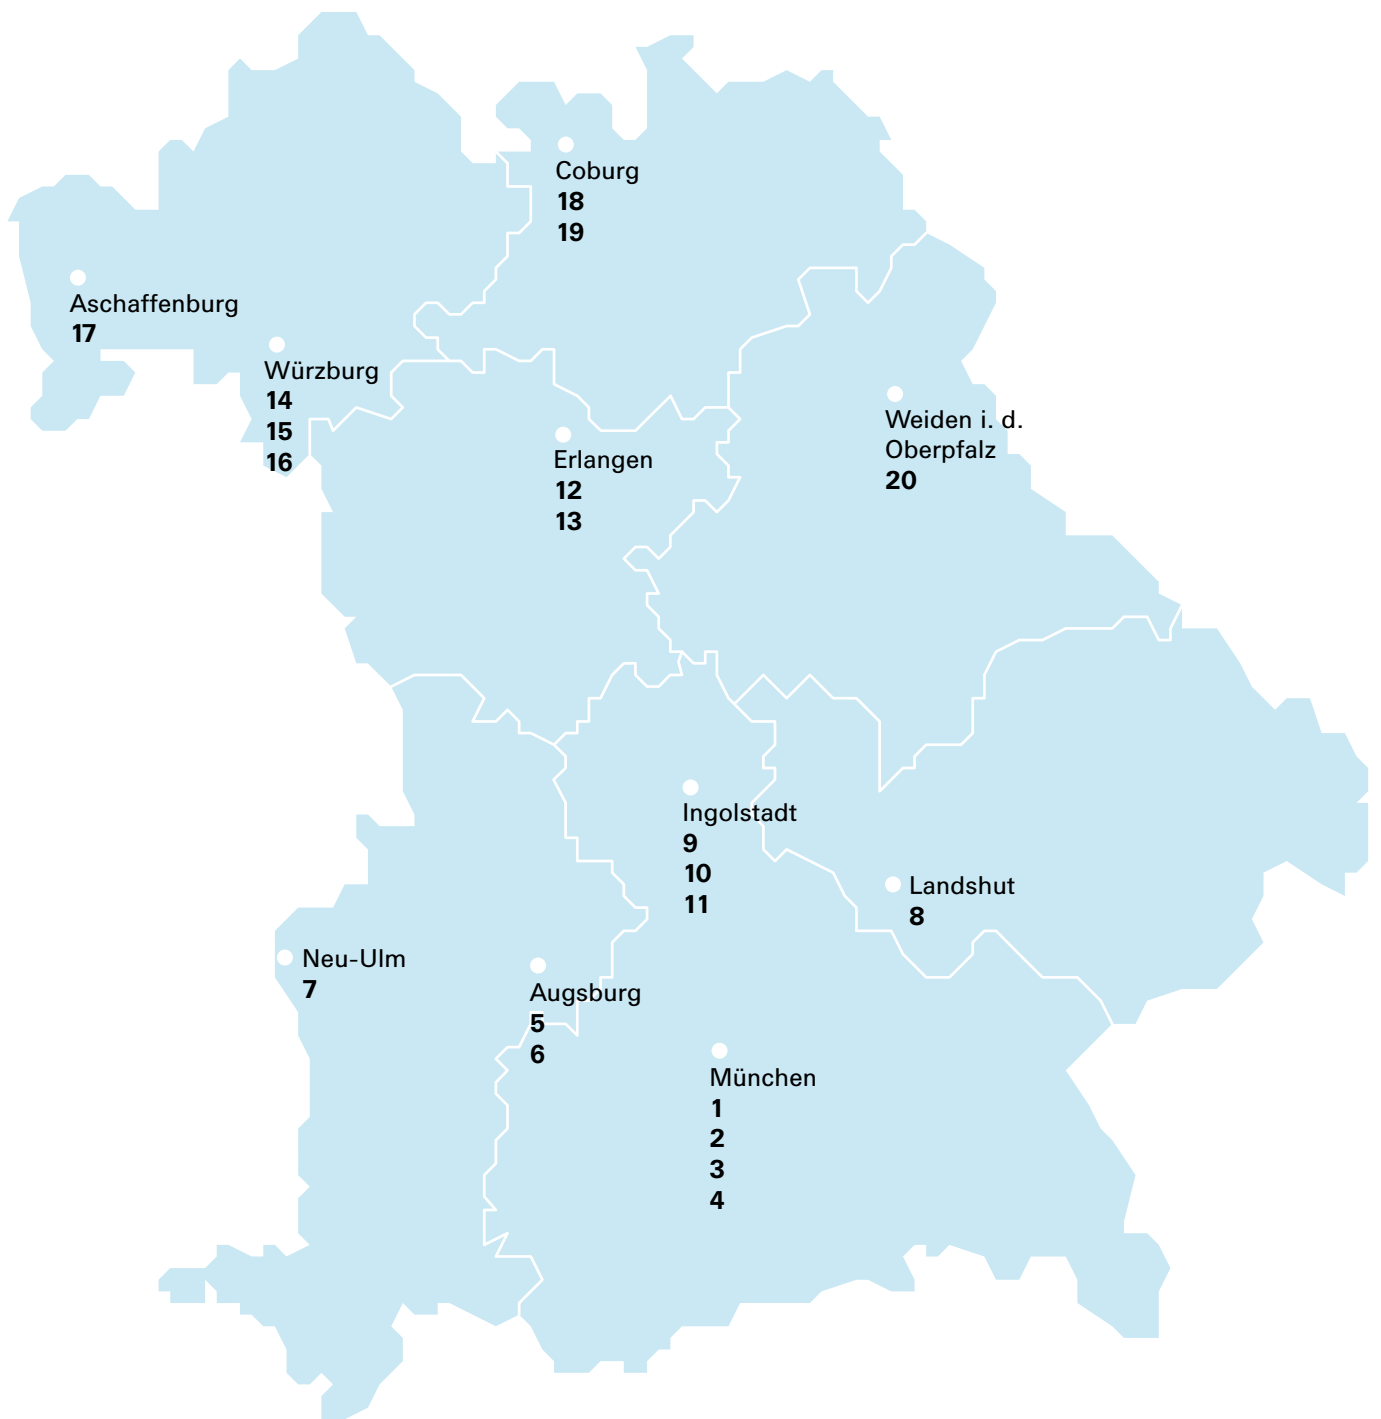 Coburg
18
19
Aschaffenburg
17
Würzburg
14
15
16
Weiden i. d.
Oberpfalz
20
Erlangen
12
13
Ingolstadt
9
10
11
Landshut
8
Neu-Ulm
7
Augsburg
5
6
München
1
2
3
4